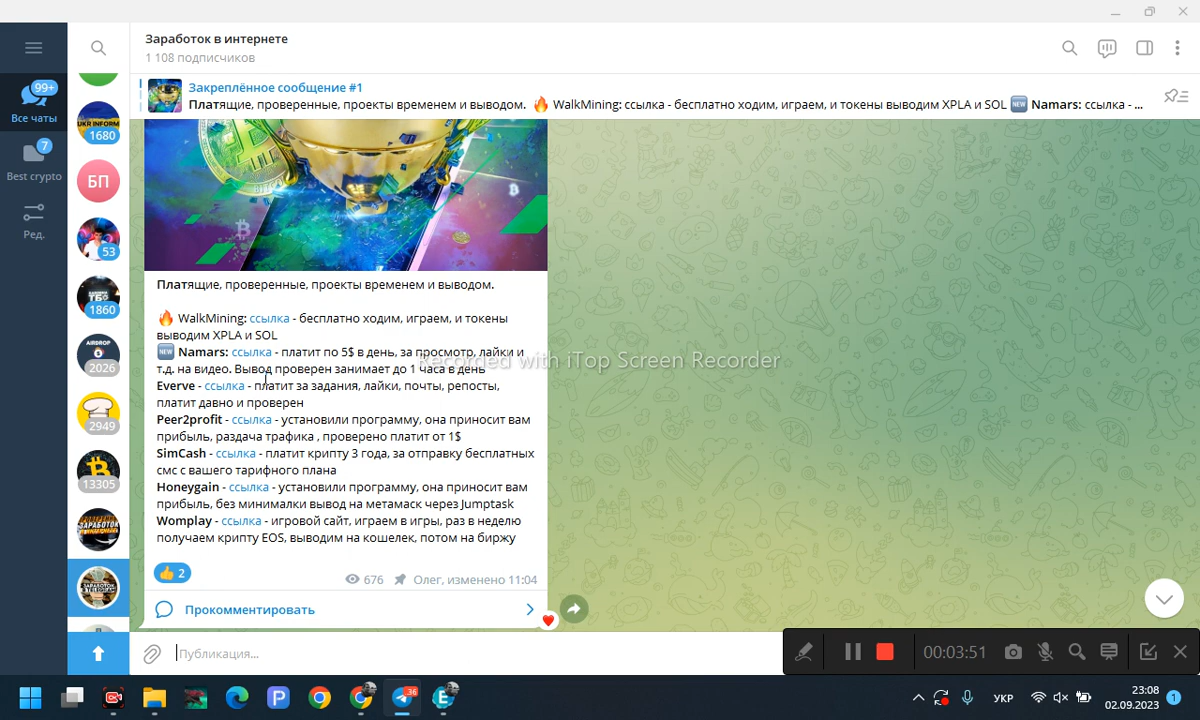 Заработок в интернете
1 108 подписчиков
Закреплённое сообщение #1
Платящие, проверенные, проекты временем и выводом. 🔥 WalkMining: ссылка - бесплатно ходим, играем, и токены выводим XPLA и SOL 🆕 Namars: ссылка - ...
99+
Все чаты
7
Best crypto
Ред.
UKR INFORM
1680
БП
53
1860
AIRDROP
2026
2949
13305
Платящие, проверенные, проекты временем и выводом.
🔥 WalkMining: ссылка - бесплатно ходим, играем, и токены
выводим XPLA и SOL
🆕 Namars: ссылка - платит по 5$ в день, за просмотр, лайки и
т.д. на видео. Вывод проверен занимает до 1 часа в день
Everve - ссылка - платит за задания, лайки, почты, репосты,
платит давно и проверен
Peer2profit - ссылка - установили программу, она приносит вам
прибыль, раздача трафика , проверено платит от 1$
SimCash - ссылка - платит крипту 3 года, за отправку бесплатных
смс с вашего тарифного плана
Honeygain - ссылка - установили программу, она приносит вам
прибыль, без минималки вывод на метамаск через Jumptask
Womplay - ссылка - игровой сайт, играем в игры, раз в неделю
получаем крипту EOS, выводим на кошелек, потом на биржу
👍 2
676 Олег, изменено 11:04
Прокомментировать
Recorded with iTop Screen Recorder
Публикация...
00:03:51
36
УКР
23:08
02.09.2023
1